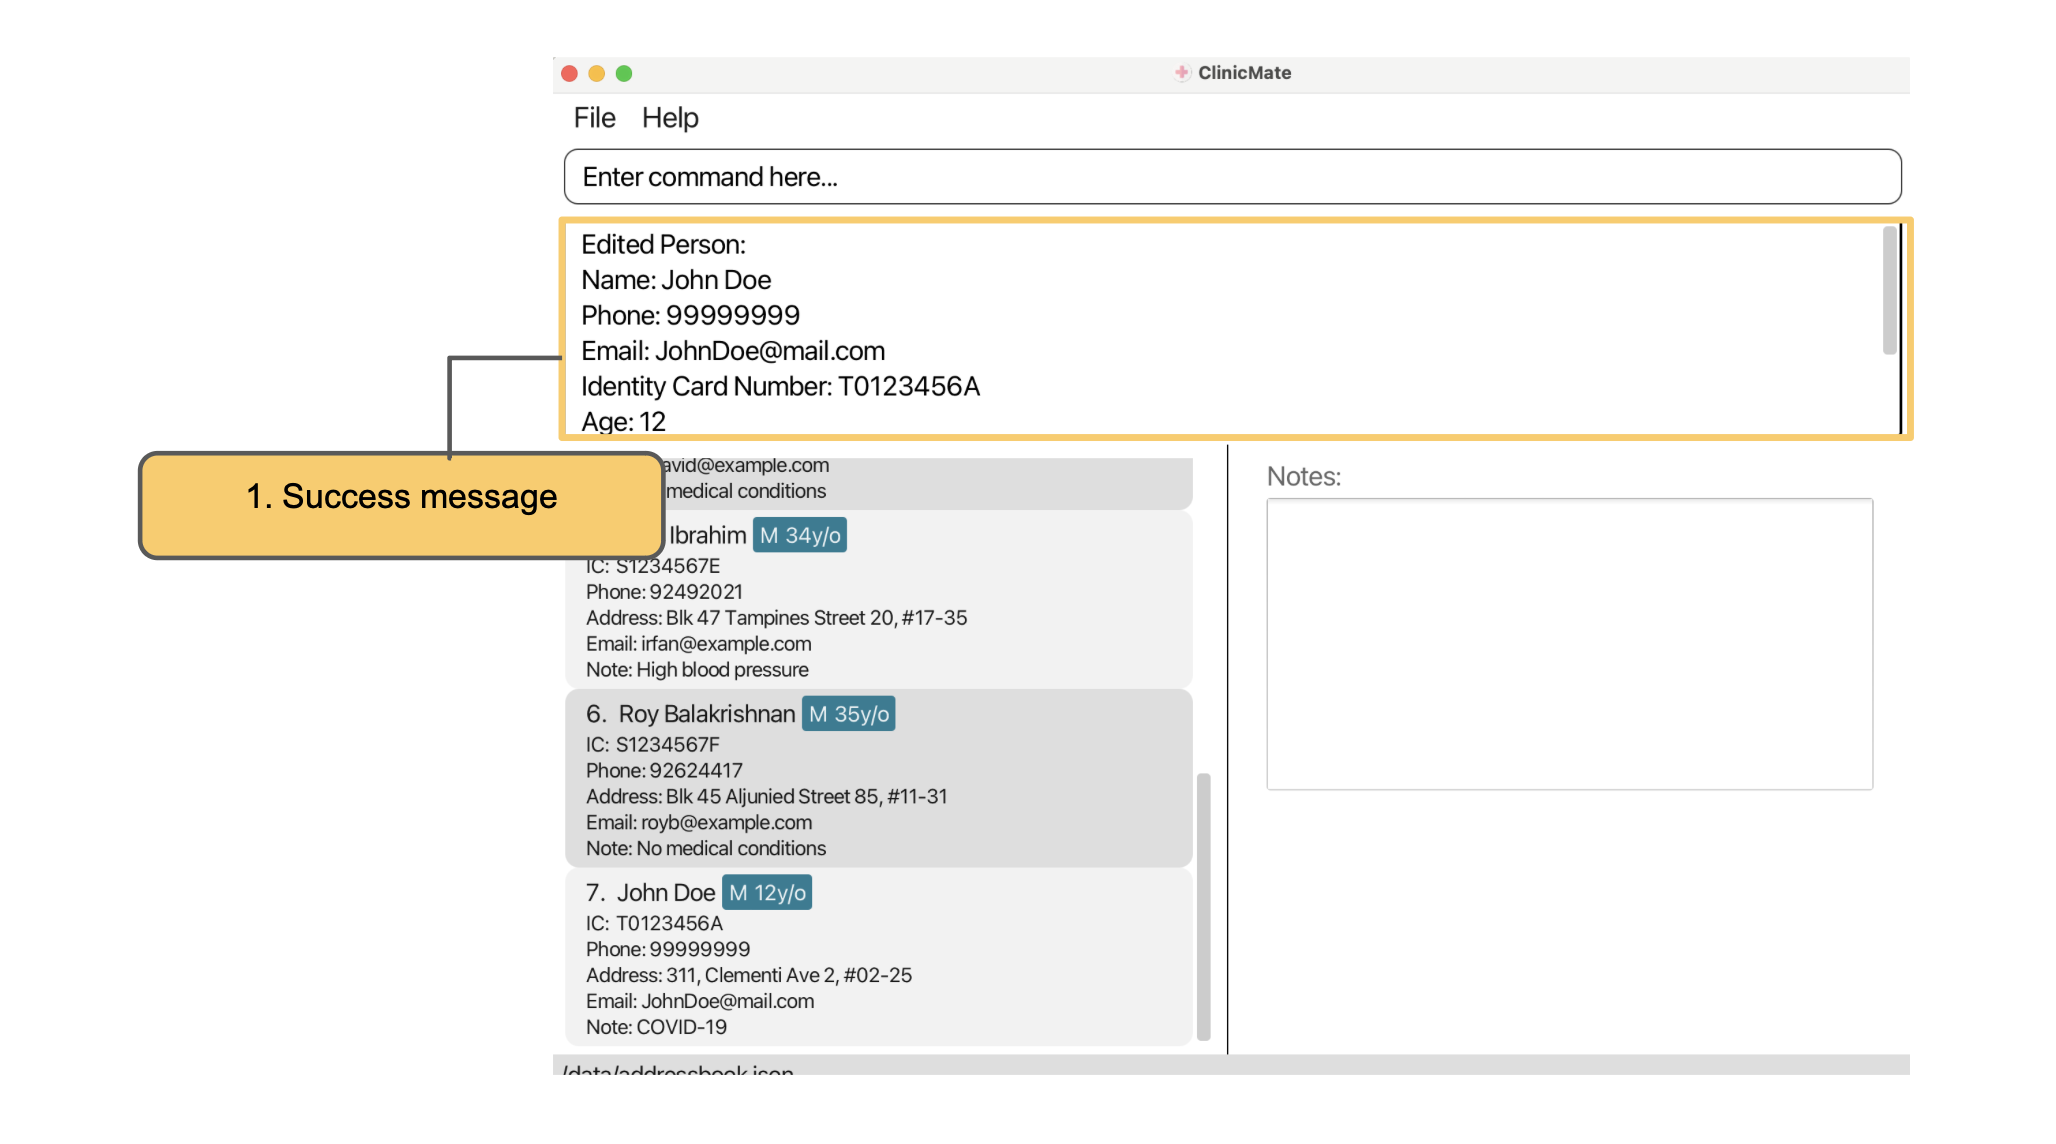 ClinicMate
File Help
Enter command here...
Edited Person:
Name: John Doe
Phone: 99999999
Email: JohnDoe@mail.com
Identity Card Number: T0123456A
Age: 12
1. Success message
avid@example.com
medical conditions
Ibrahim M 34y/o
IC: S1234567E
Phone: 92492021
Address: Blk 47 Tampines Street 20, #17-35
Email: irfan@example.com
Note: High blood pressure
6. Roy Balakrishnan M 35y/o
IC: S1234567F
Phone: 92624417
Address: Blk 45 Aljunied Street 85, #11-31
Email: royb@example.com
Note: No medical conditions
7. John Doe M 12y/o
IC: T0123456A
Phone: 99999999
Address: 311, Clementi Ave 2, #02-25
Email: JohnDoe@mail.com
Note: COVID-19
Notes:
/data/addressbook.json